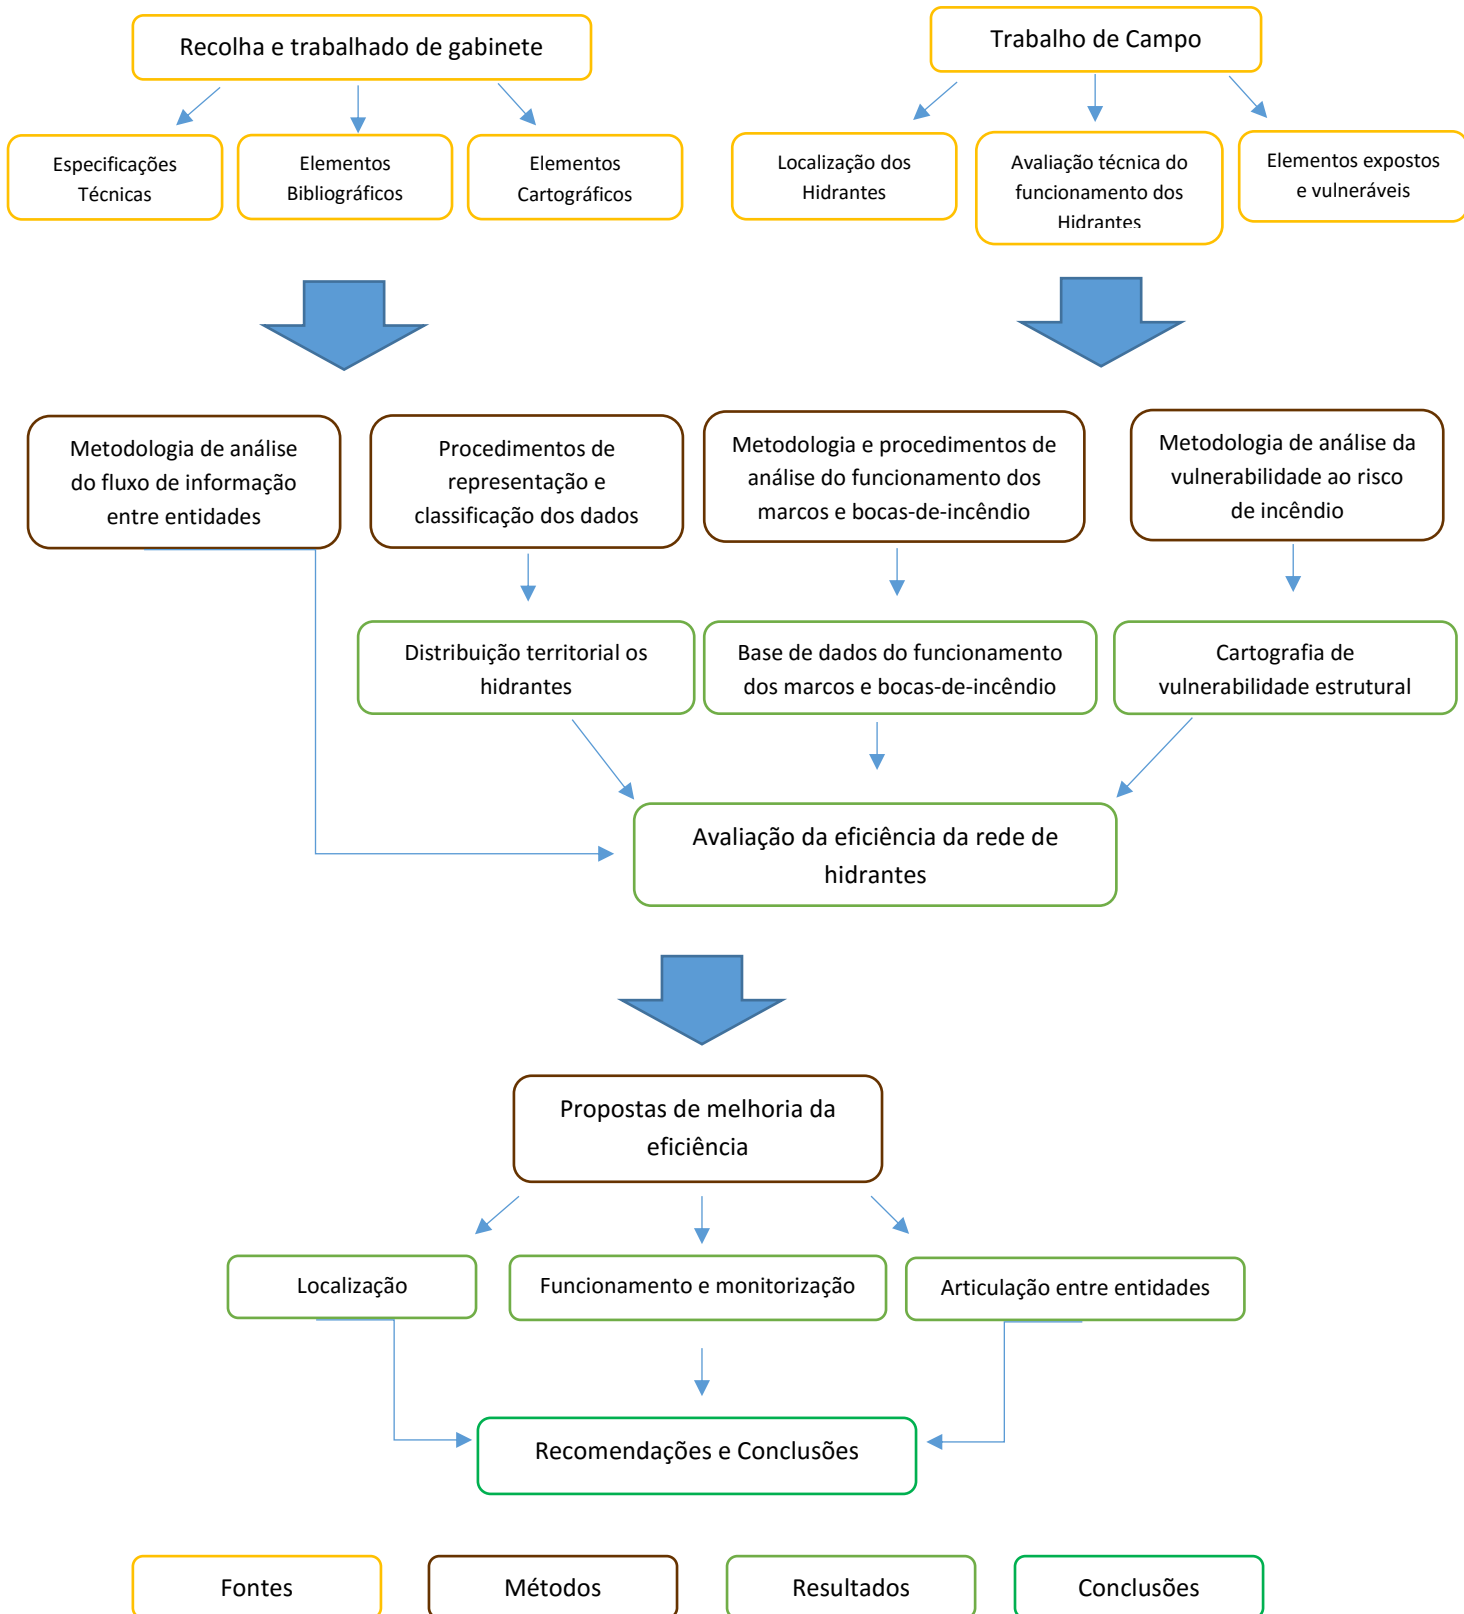 Recolha e trabalhado de gabinete
Trabalho de Campo
Especificações
Técnicas
Elementos
Bibliográficos
Elementos
Cartográficos
Localização dos
Hidrantes
Avaliação técnica do
funcionamento dos
Hidrantes
Elementos expostos
e vulneráveis
Metodologia de análise
do fluxo de informação
entre entidades
Procedimentos de
representação e
classificação dos dados
Metodologia e procedimentos de
análise do funcionamento dos
marcos e bocas-de-incêndio
Metodologia de análise da
vulnerabilidade ao risco
de incêndio
Distribuição territorial os
hidrantes
Base de dados do funcionamento
dos marcos e bocas-de-incêndio
Cartografia de
vulnerabilidade estrutural
Avaliação da eficiência da rede de
hidrantes
Propostas de melhoria da
eficiência
Localização
Funcionamento e monitorização
Articulação entre entidades
Recomendações e Conclusões
Fontes
Métodos
Resultados
Conclusões